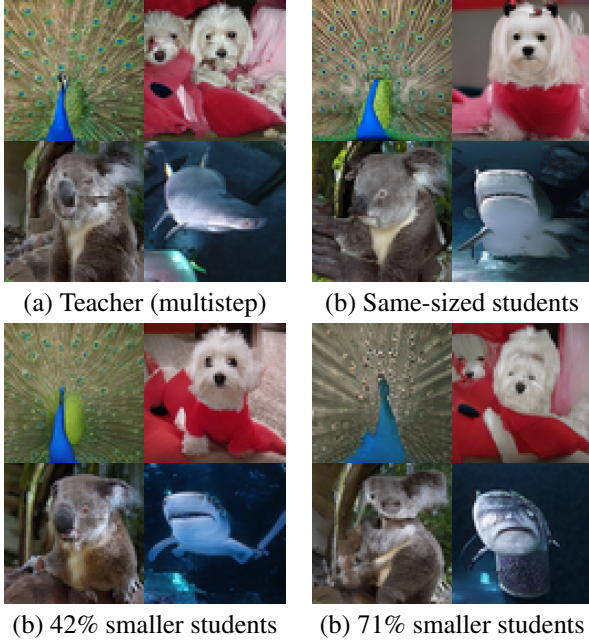 (a) Teacher (multistep)
(b) Same-sized students
(b) 42% smaller students
(b) 71% smaller students